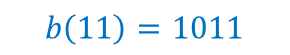 b(11) = 1011